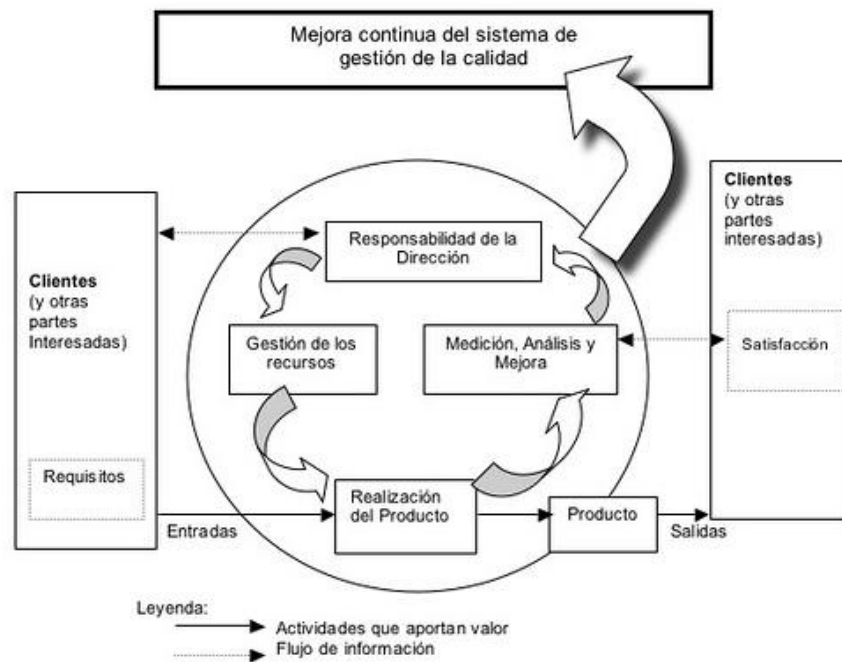 Mejora continua del sistema de
gestión de la calidad
Clientes
(y otras
partes
Interesadas)
Requisitos
Responsabilidad de la
Dirección
Gestión de los
recursos
Medición, Análisis y
Mejora
Realización
del Producto
Producto
Entradas
Salidas
Clientes
(y otras
partes
interesadas)
Satisfacción
Leyenda:
Actividades que aportan valor
Flujo de información